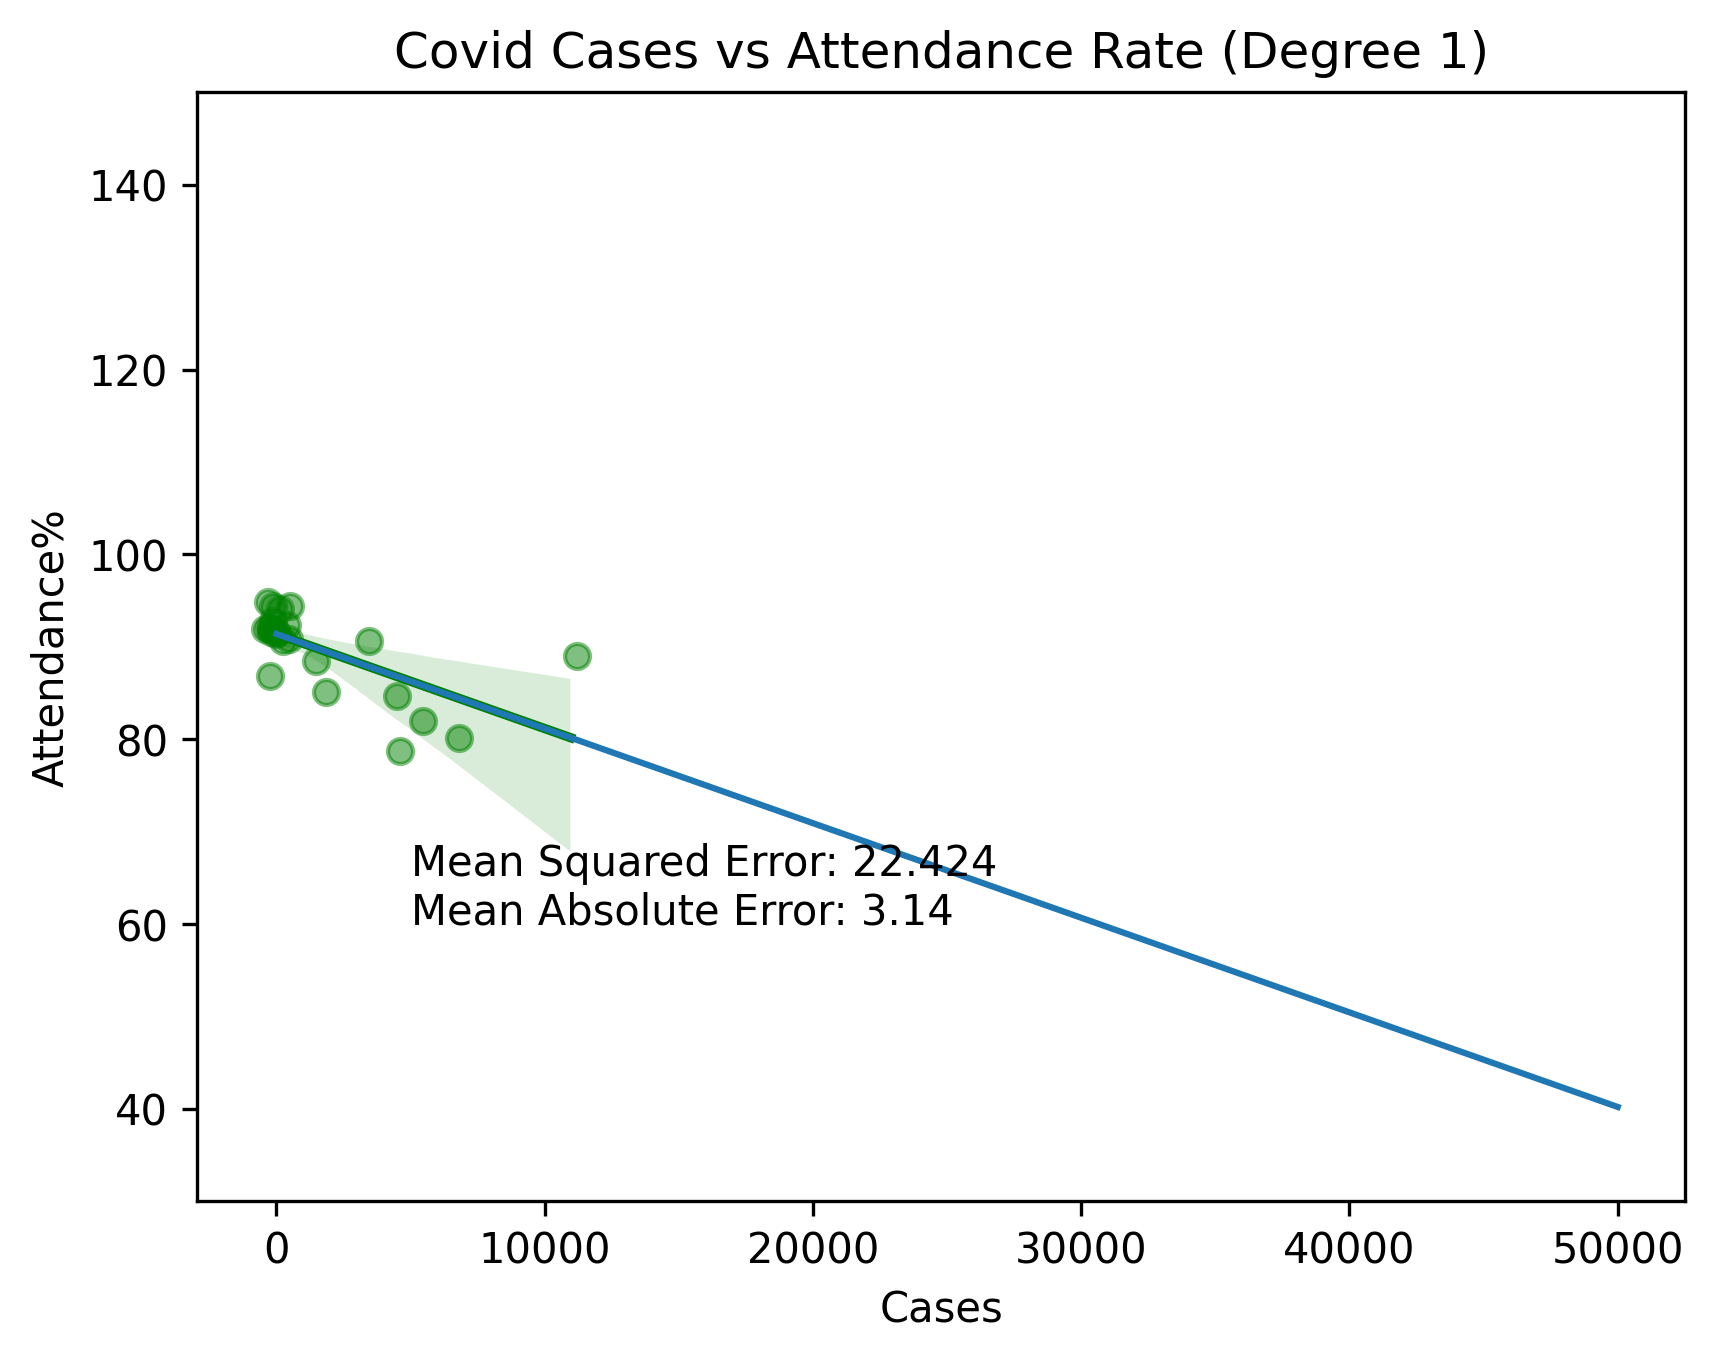 Covid Cases vs Attendance Rate (Degree 1)
Attendance%
140
120
100
80
60
40
Mean Squared Error: 22.424
Mean Absolute Error: 3.14
0 10000 20000 30000 40000 50000
Cases